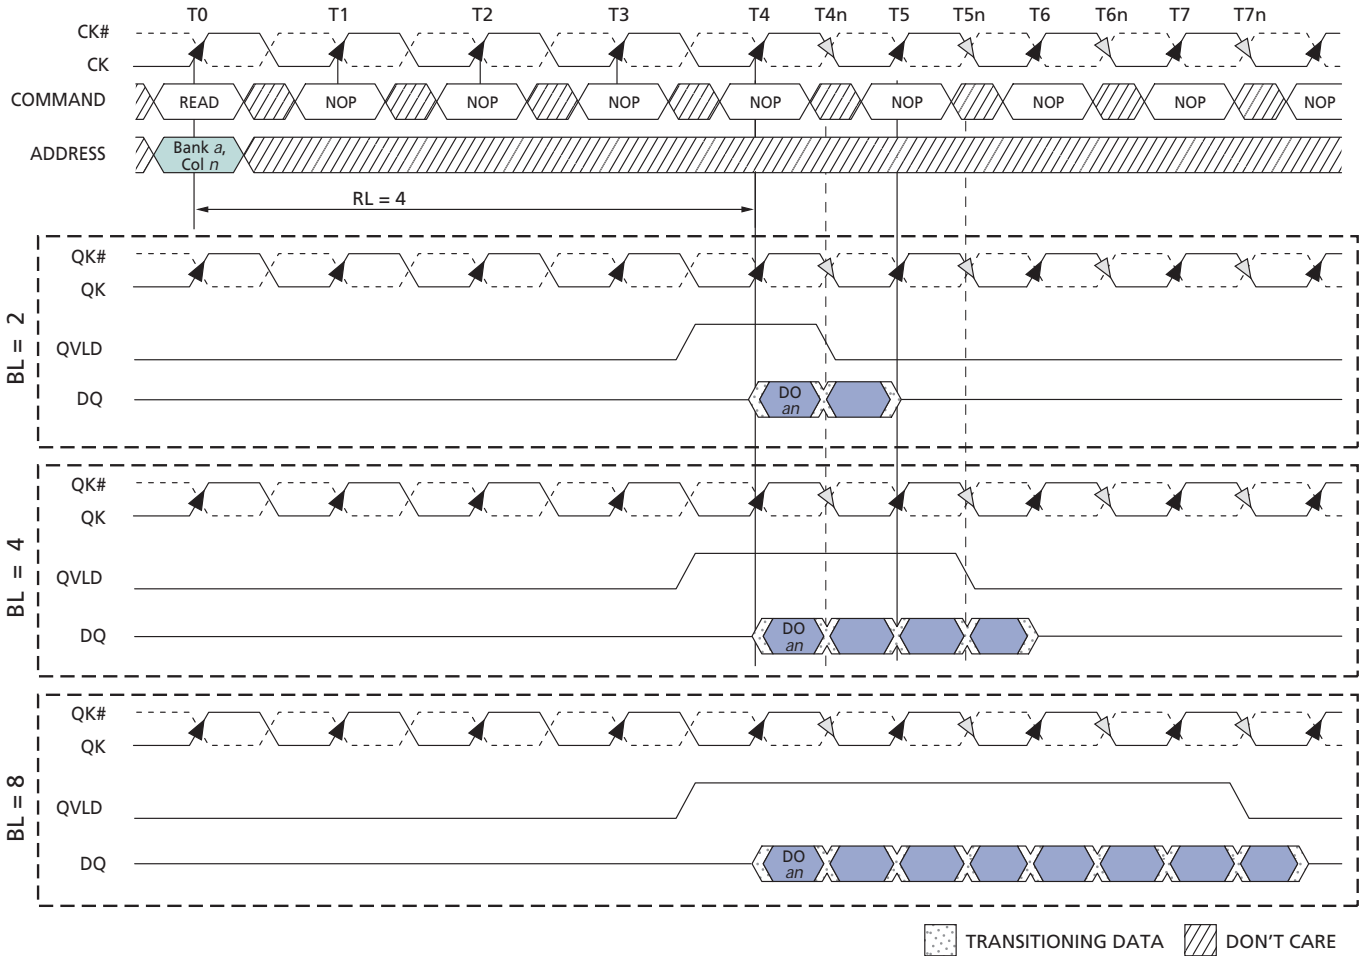 T0 T1 T2 T3 T4 T4n T5 T5n T6 T6n T7 T7n
CK#
CK
COMMAND READ NOP NOP NOP NOP NOP NOP NOP NOP
ADDRESS Bank a,
Col n
RL = 4
BL = 2
QK#
QK
QVLD
DQ DO
an
BL = 4
QK#
QK
QVLD
DQ DO
an
BL = 8
QK#
QK
QVLD
DQ DO
an
TRANSITIONING DATA DON'T CARE